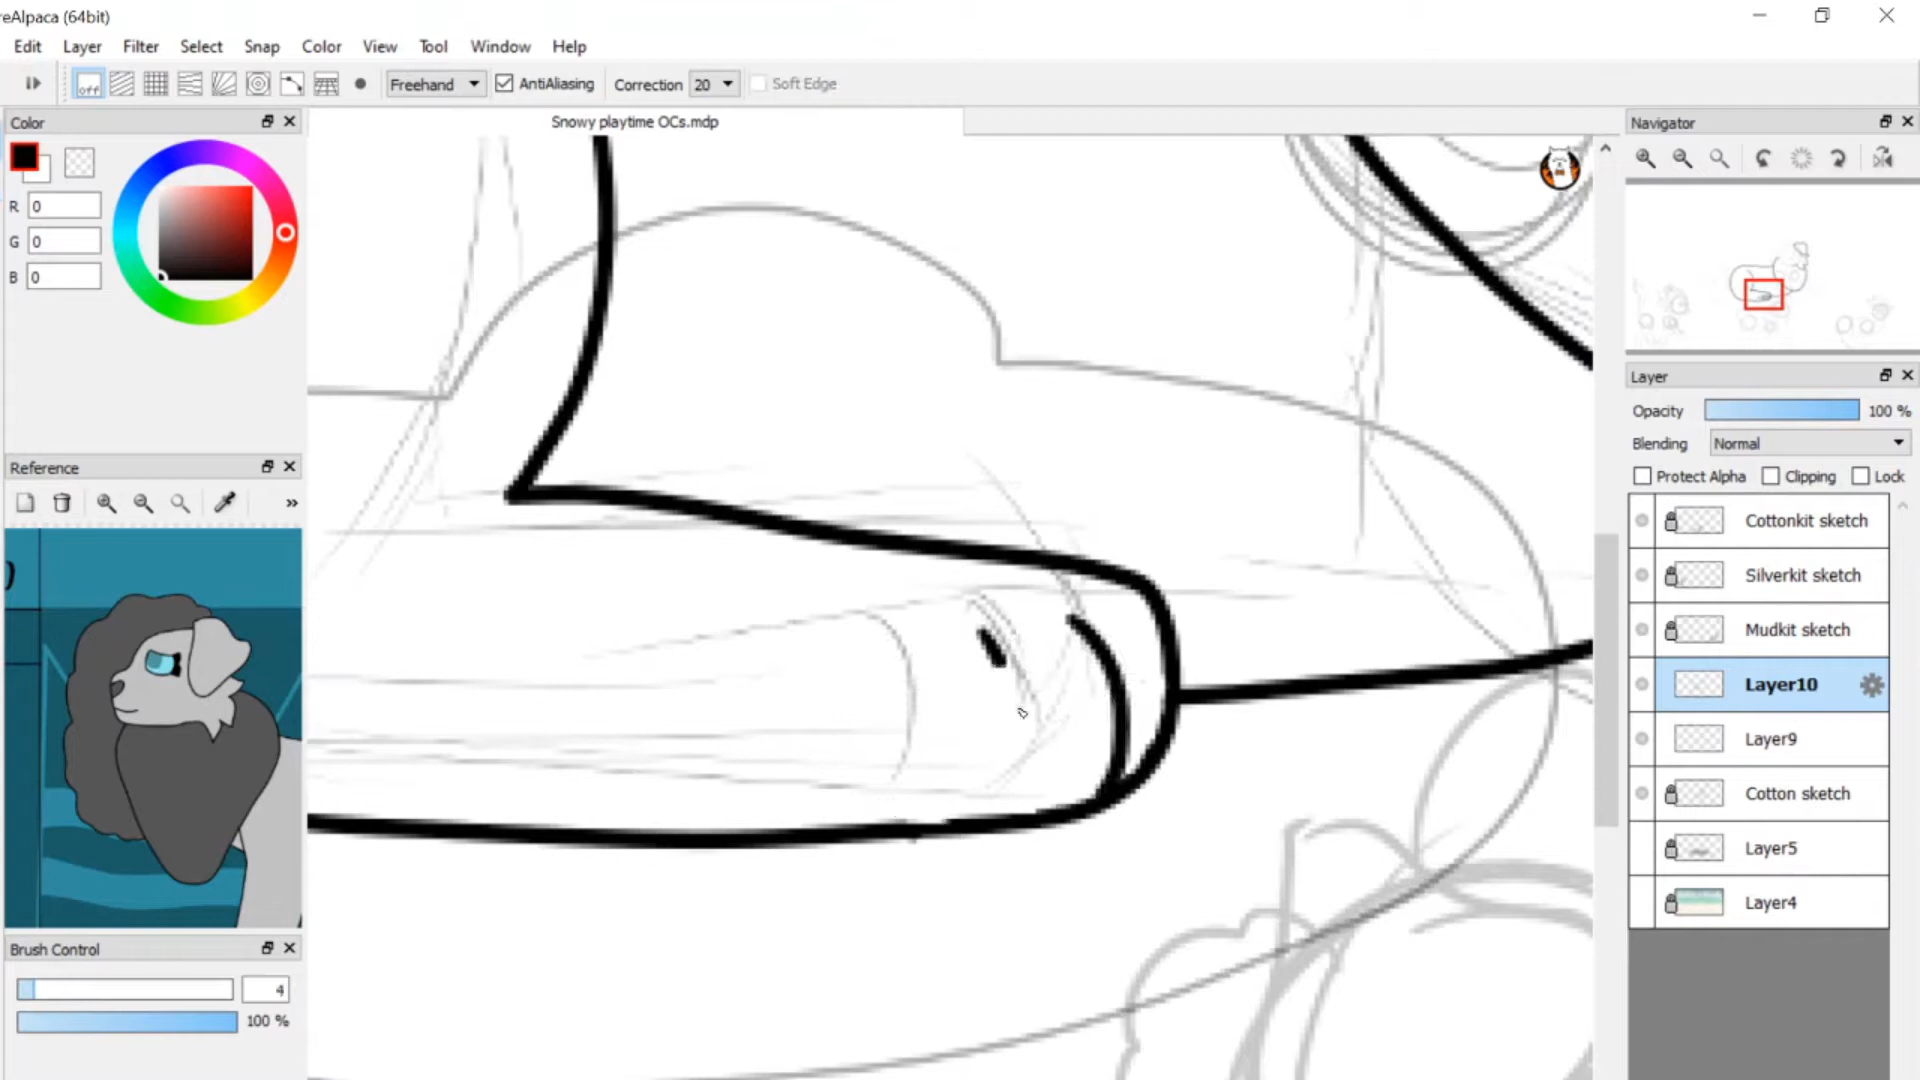 reAlpaca (64bit)
Edit Layer Filter Select Snap Color View Tool Window Help
off Freehand AntiAliasing Correction 20 Soft Edge
Color
Snowy playtime OCs.mdp
Navigator
R 0
G 0
B 0
Layer
Opacity 100 %
Blending Normal
Protect Alpha Clipping Lock
Reference
»
Cottonkit sketch
Silverkit sketch
Mudkit sketch
Layer10
Layer9
Cotton sketch
Layer5
Layer4
Brush Control
4
100 %